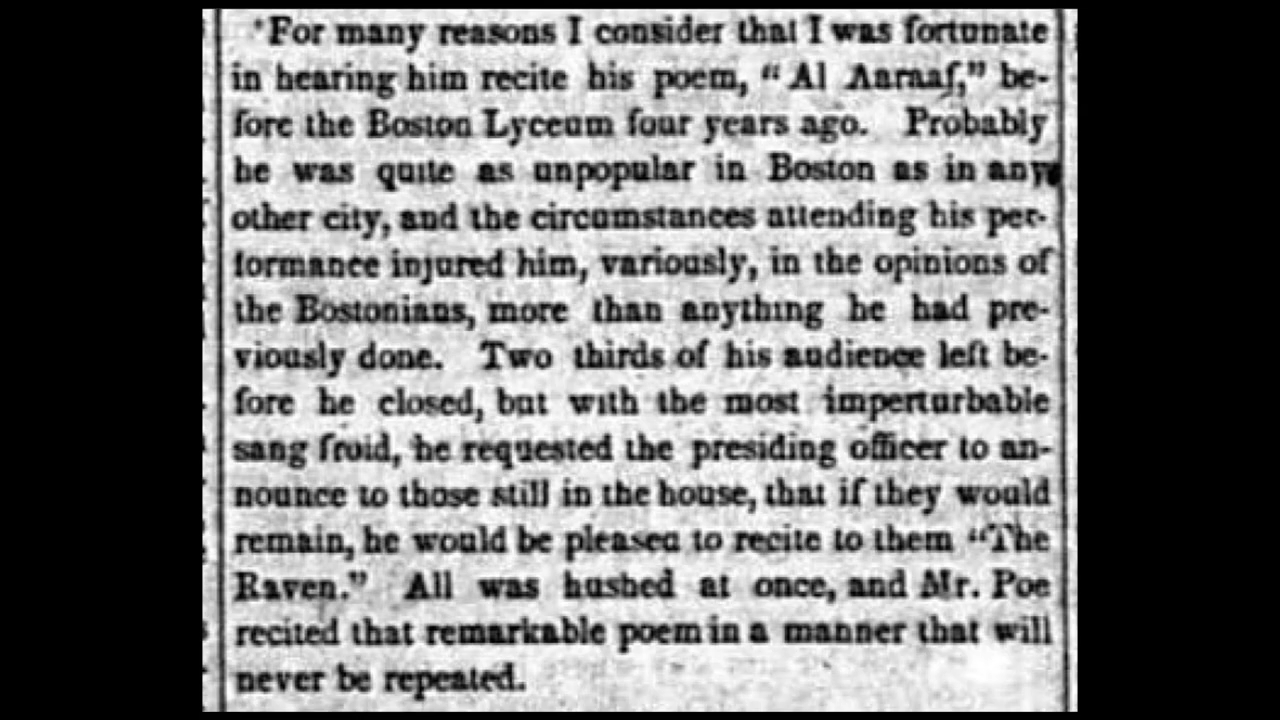 'For many reasons I consider that I was fortunate
in hearing him recite his poem, "Al Aaraaf," be-
fore the Boston Lyceum four years ago. Probably
he was quite as unpopular in Boston as in any
other city, and the circumstances attending his per-
formance injured him, variously, in the opinions of
the Bostonians, more than anything he had pre-
viously done. Two thirds of his audience left be-
fore he closed, but with the most imperturbable
sang froid, he requested the presiding officer to an-
nounce to those still in the house, that if they would
remain, he would be pleased to recite to them "The
Raven." All was hushed at once, and Mr. Poe
recited that remarkable poem in a manner that will
never be repeated.